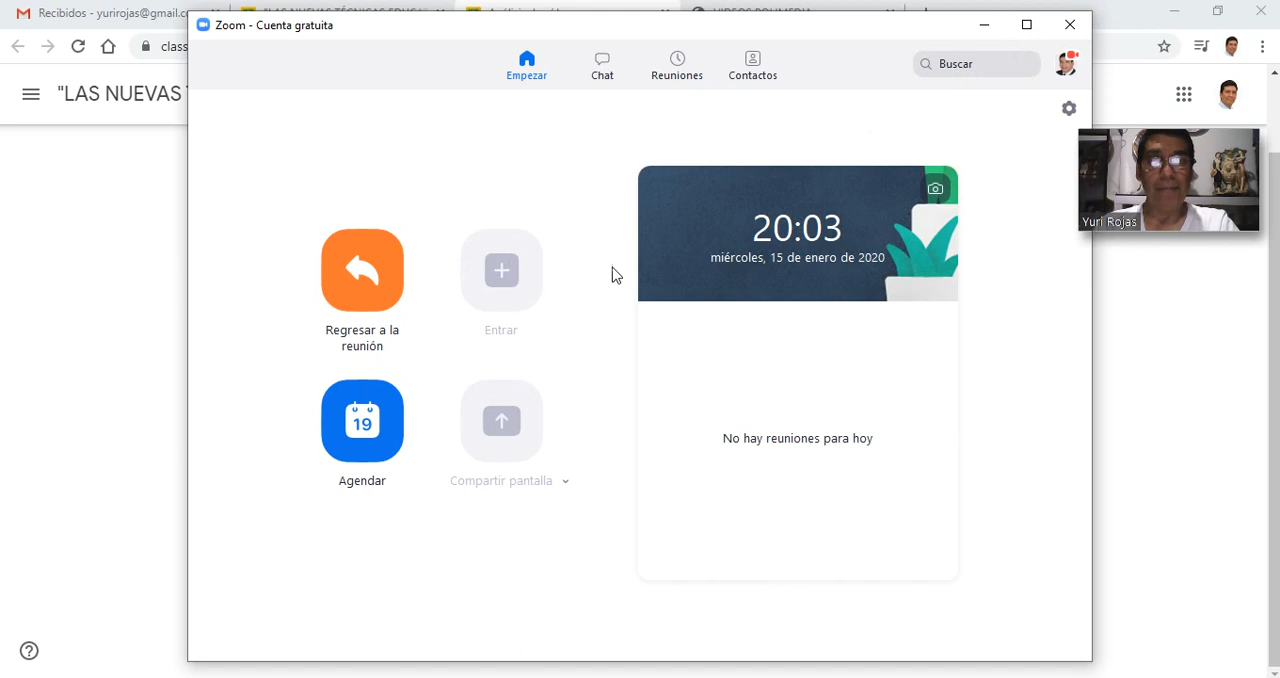 Recibidos - yurirojas@gmail.c
Zoom - Cuenta gratuita
class
Empezar
Chat
Reuniones
Contactos
Buscar
"LAS NUEVAS
20:03
miércoles, 15 de enero de 2020
Yuri Rojas
Regresar a la
reunión
Entrar
19
Agendar
Compartir pantalla
No hay reuniones para hoy